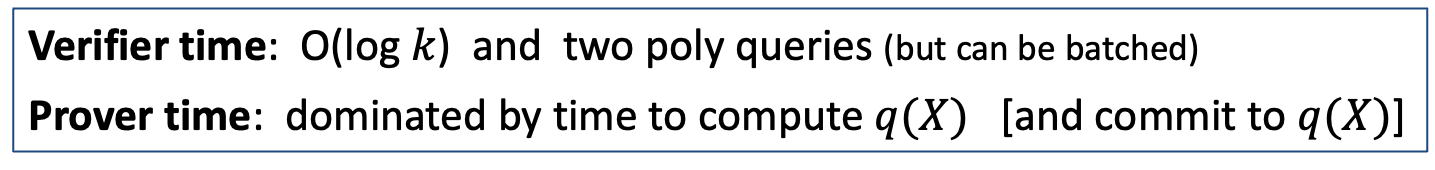 Verifier time: O(log k) and two poly queries (but can be batched)
Prover time: dominated by time to compute q(X) [and commit to q(X)]